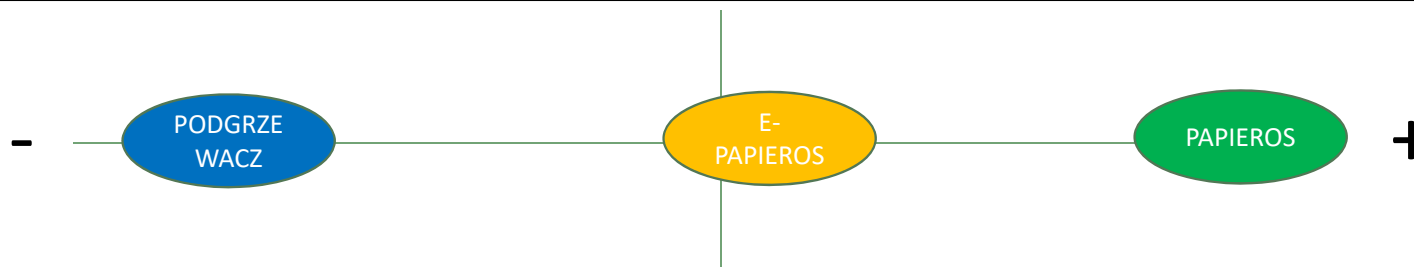 -
PODGRZE
WACZ
E-
PAPIEROS
PAPIEROS
+